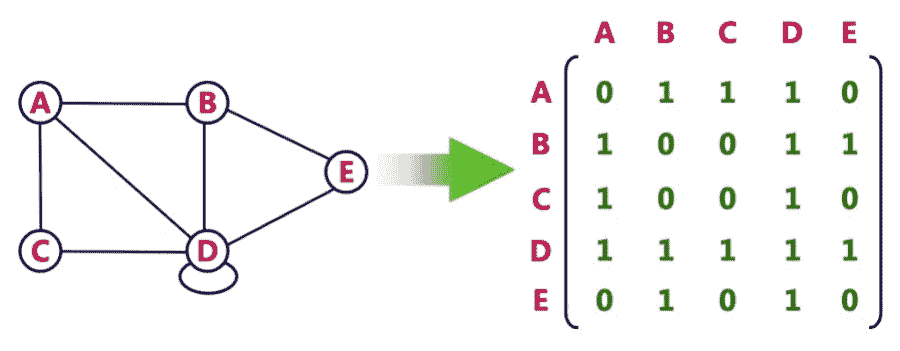 A B C D E
A B
A 0 1 1 1 0
B 1 0 0 1 1
E
C 1 0 0 1 0
C D
D 1 1 1 1 1
E 0 1 0 1 0